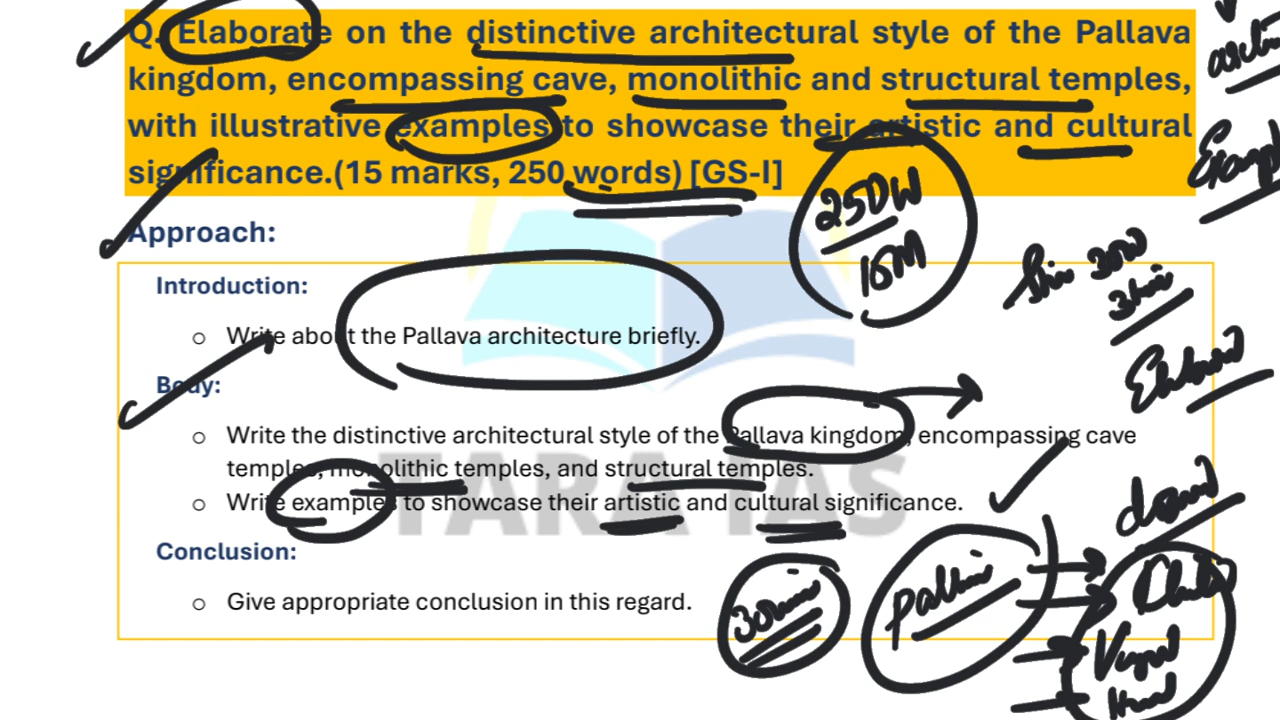 Q. Elaborate on the distinctive architectural style of the Pallava
kingdom, encompassing cave, monolithic and structural temples,
with illustrative examples to showcase their artistic and cultural
significance.(15 marks, 250 words) [GS-I]
250W
15M
Approach:
Introduction:
30W
Write about the Pallava architecture briefly.
Body:
Write the distinctive architectural style of the Pallava kingdom, encompassing cave
temples, monolithic temples, and structural temples.
Write examples to showcase their artistic and cultural significance.
TARA IAS
Conclusion:
30min
Give appropriate conclusion in this regard.